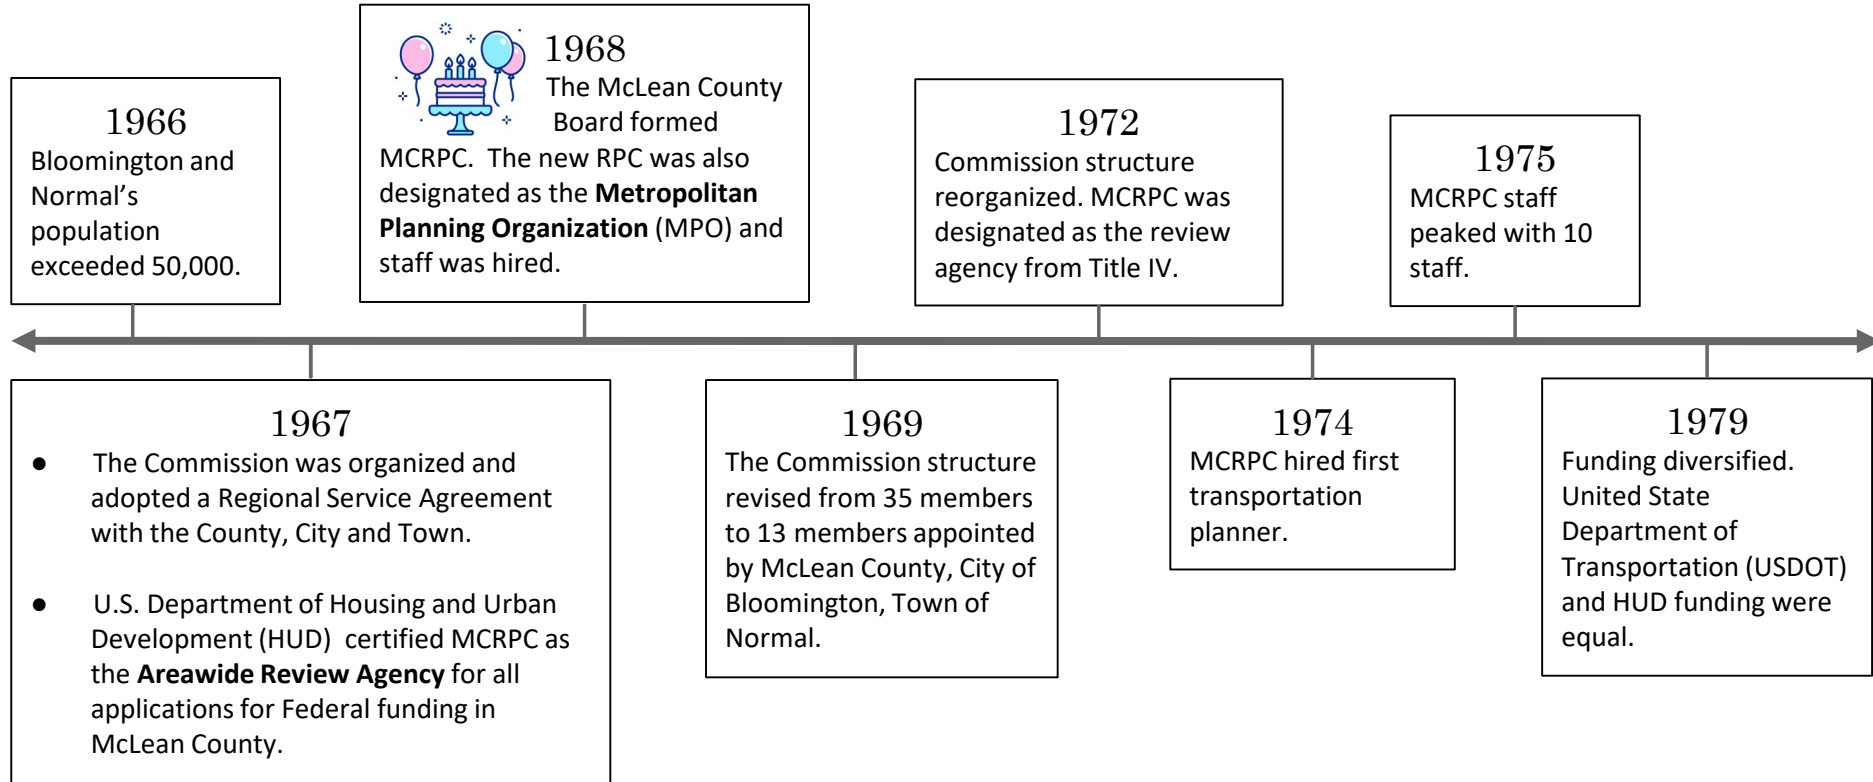 1966
Bloomington and
Normal’s
population
exceeded 50,000.
1968
The McLean County
Board formed
MCRPC.  The new RPC was also
designated as the Metropolitan
Planning Organization (MPO) and
staff was hired.
1972
Commission structure
reorganized. MCRPC was
designated as the review
agency from Title IV.
1975
MCRPC staff
peaked with 10
staff.
1967
● The Commission was organized and
adopted a Regional Service Agreement
with the County, City and Town.
● U.S. Department of Housing and Urban
Development (HUD)  certified MCRPC as
the Areawide Review Agency for all
applications for Federal funding in
McLean County.
1969
The Commission structure
revised from 35 members
to 13 members appointed
by McLean County, City of
Bloomington, Town of
Normal.
1974
MCRPC hired first
transportation
planner.
1979
Funding diversified.
United State
Department of
Transportation (USDOT)
and HUD funding were
equal.